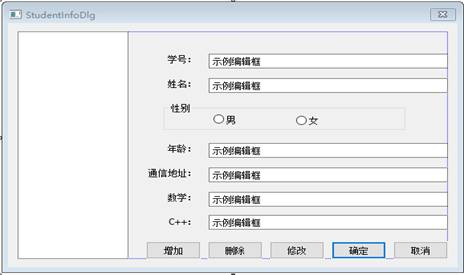 StudentInfoDlg
学号: 示例编辑框
姓名: 示例编辑框
性别
男 女
年龄: 示例编辑框
通信地址: 示例编辑框
数学: 示例编辑框
C++: 示例编辑框
增加 删除 修改 确定 取消